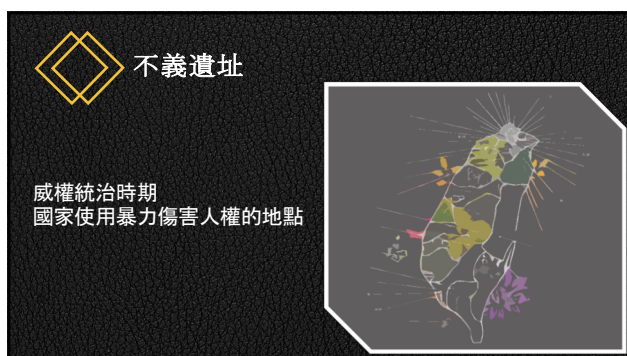 不義遺址
威權統治時期
國家使用暴力傷害人權的地點